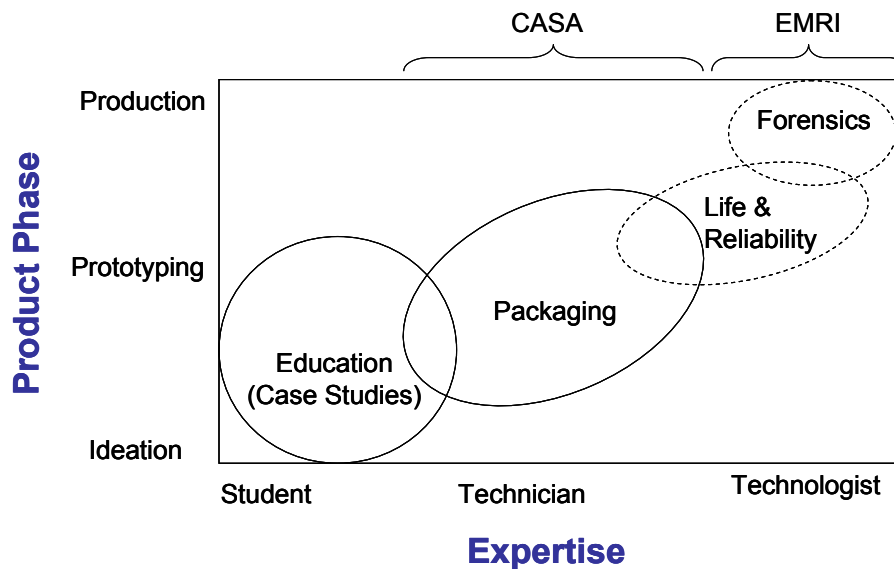 CASA
EMRI
Production
Forensics
Life &
Reliability
Product Phase
Prototyping
Packaging
Education
(Case Studies)
Ideation
Student
Technician
Technologist
Expertise